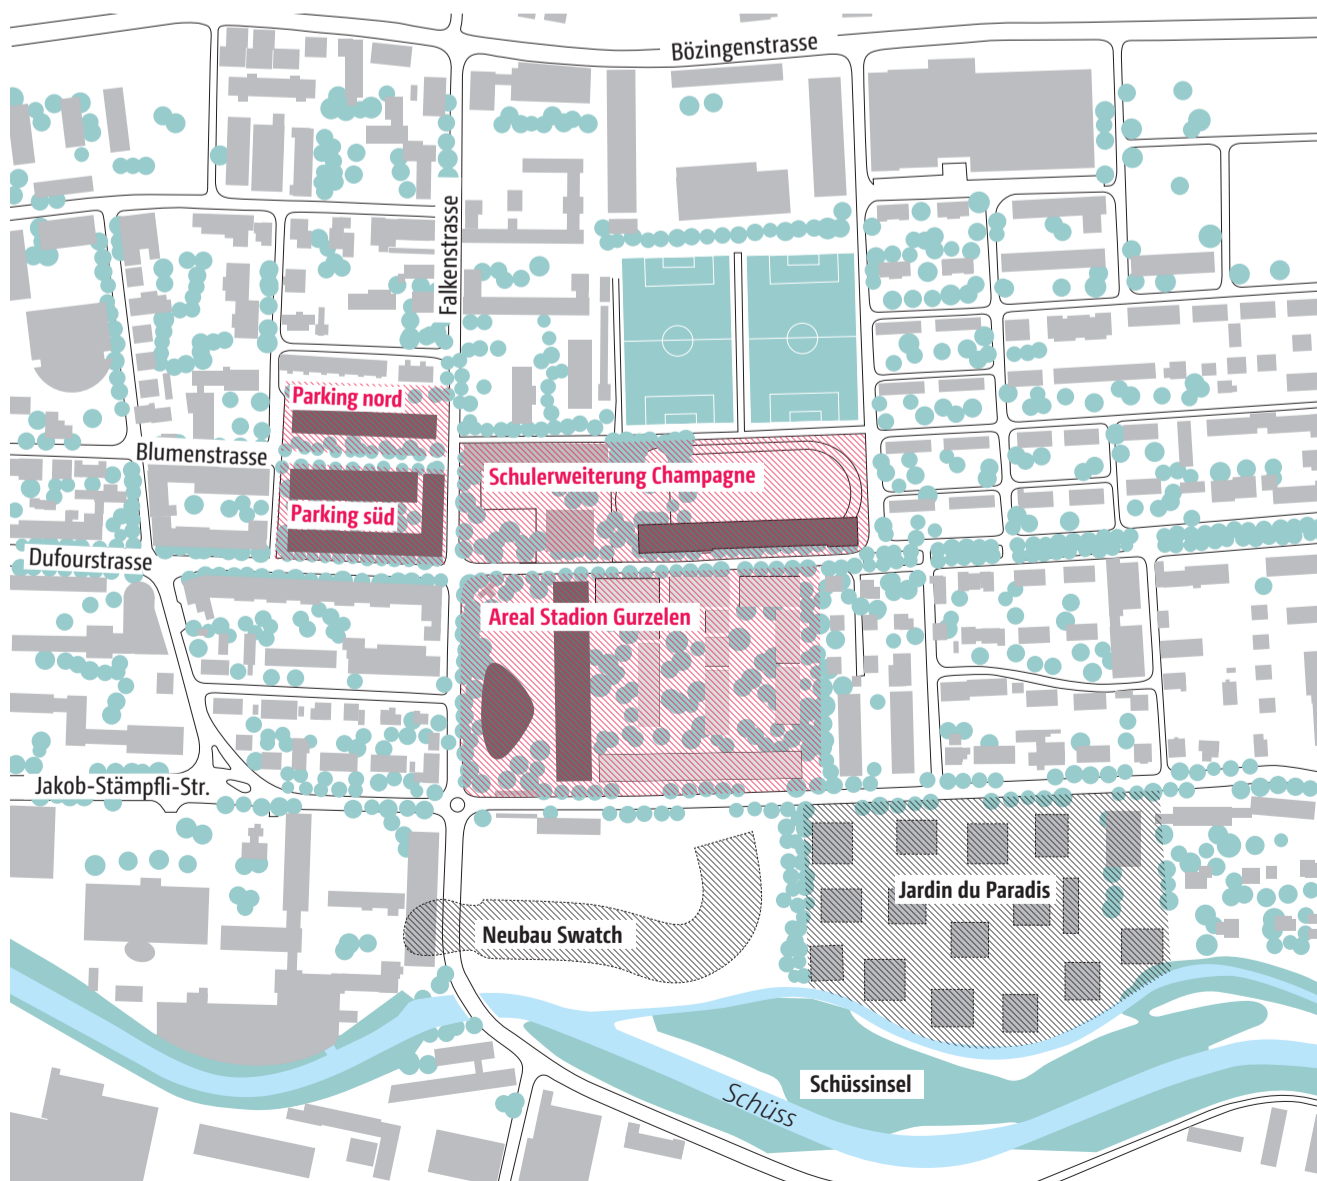 Bözingenstrasse
Falkenstrasse
Parking nord
Blumenstrasse
Schulerweiterung Champagne
Parking süd
Dufourstrasse
Areal Stadion Gurzelen
Jakob-Stämpfli-Str.
Jardin du Paradis
Neubau Swatch
Schüssinsel
Schüss